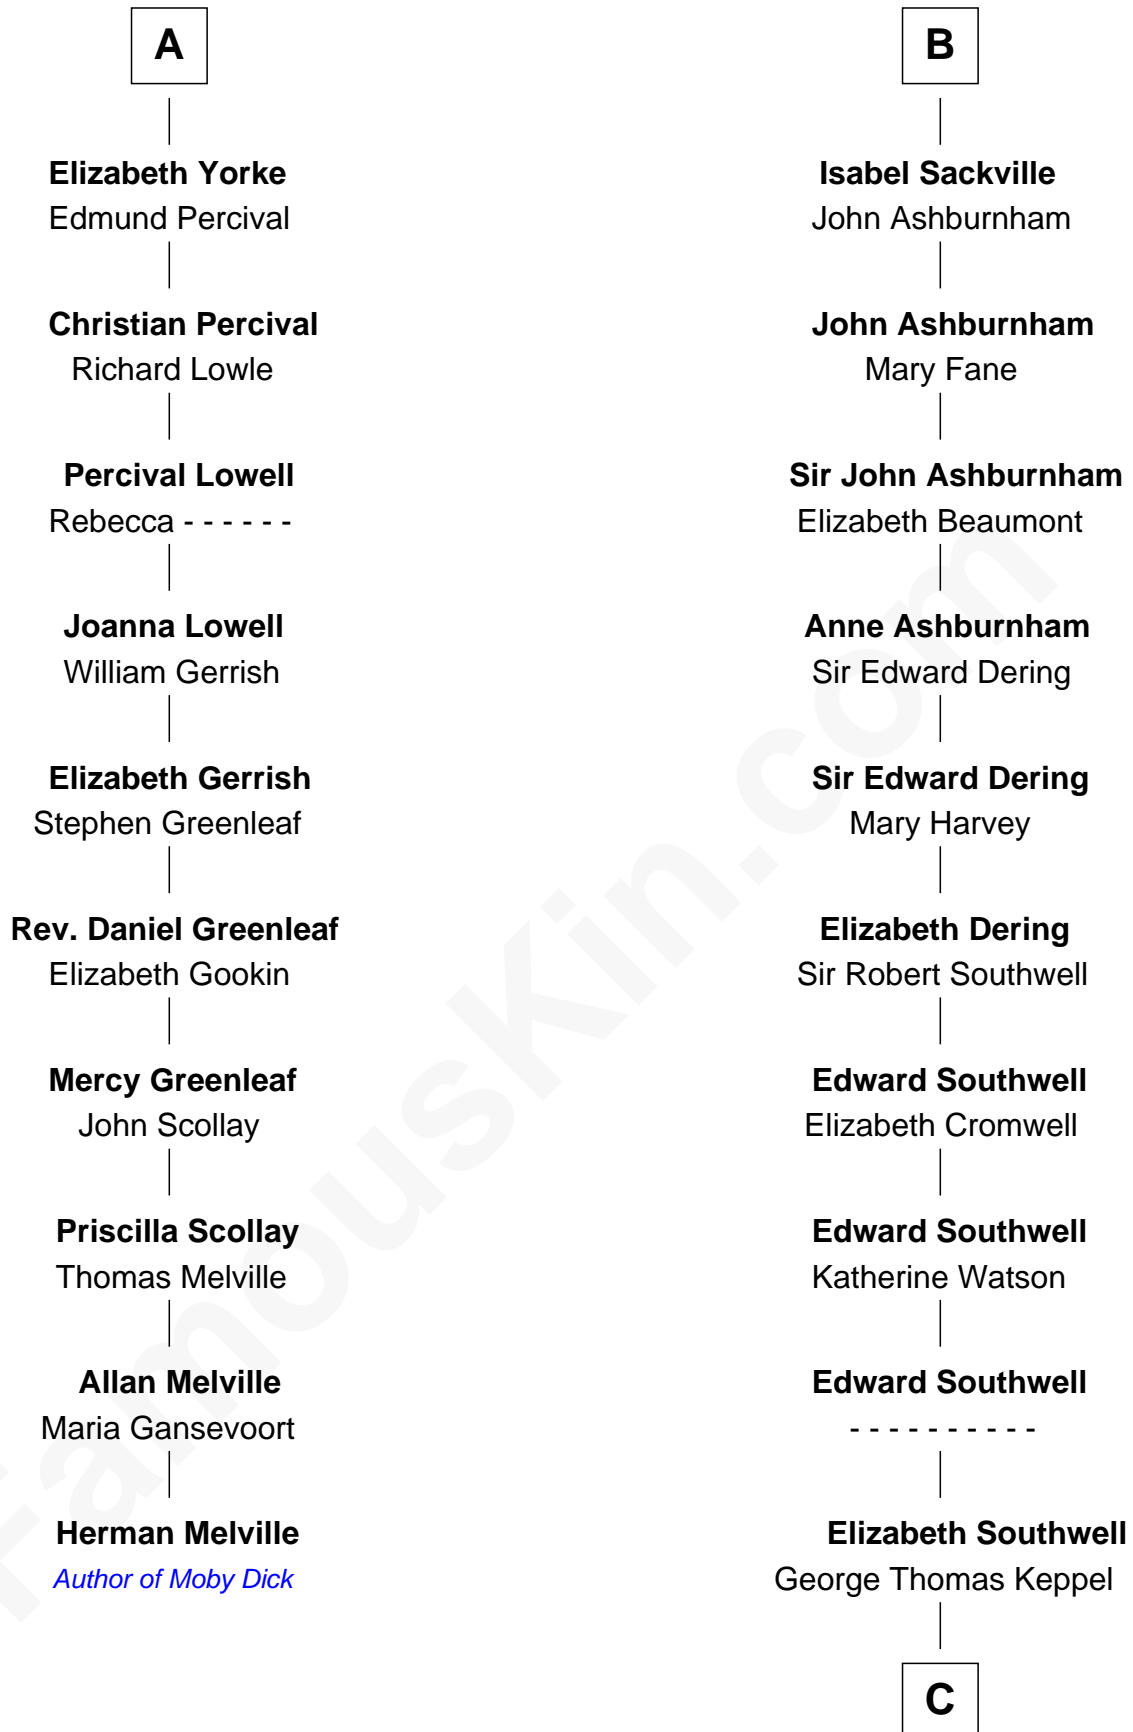 A
Elizabeth Yorke
Edmund Percival
Christian Percival
Richard Lowle
Percival Lowell
Rebecca - - - - - -
Joanna Lowell
William Gerrish
Elizabeth Gerrish
Stephen Greenleaf
Rev. Daniel Greenleaf
Elizabeth Gookin
Mercy Greenleaf
John Scollay
Priscilla Scollay
Thomas Melville
Allan Melville
Maria Gansevoort
Herman Melville
Author of Moby Dick
B
Isabel Sackville
John Ashburnham
John Ashburnham
Mary Fane
Sir John Ashburnham
Elizabeth Beaumont
Anne Ashburnham
Sir Edward Dering
Sir Edward Dering
Mary Harvey
Elizabeth Dering
Sir Robert Southwell
Edward Southwell
Elizabeth Cromwell
Edward Southwell
Katherine Watson
Edward Southwell
- - - - - - - - - -
Elizabeth Southwell
George Thomas Keppel
C
FamousKin.com